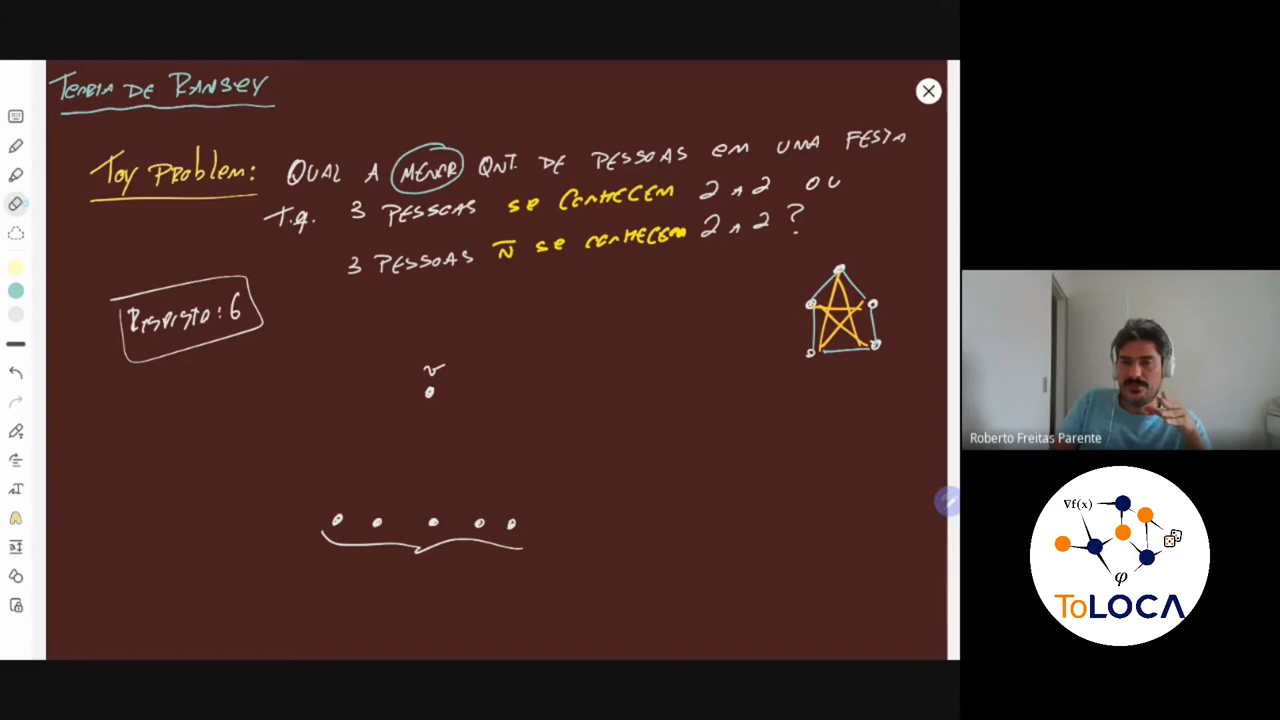 TEORIA DE RAMSEY
TOY PROBLEM: QUAL A MENOR QNT. DE PESSOAS EM UMA FESTA
T.q. 3 PESSOAS SE CONHECEM 2 A 2 OU
3 PESSOAS Ñ SE CONHECEM 2 A 2 ?
RESPOSTA: 6
v
Roberto Freitas Parente
∇f(x)
φ
ToLOCA